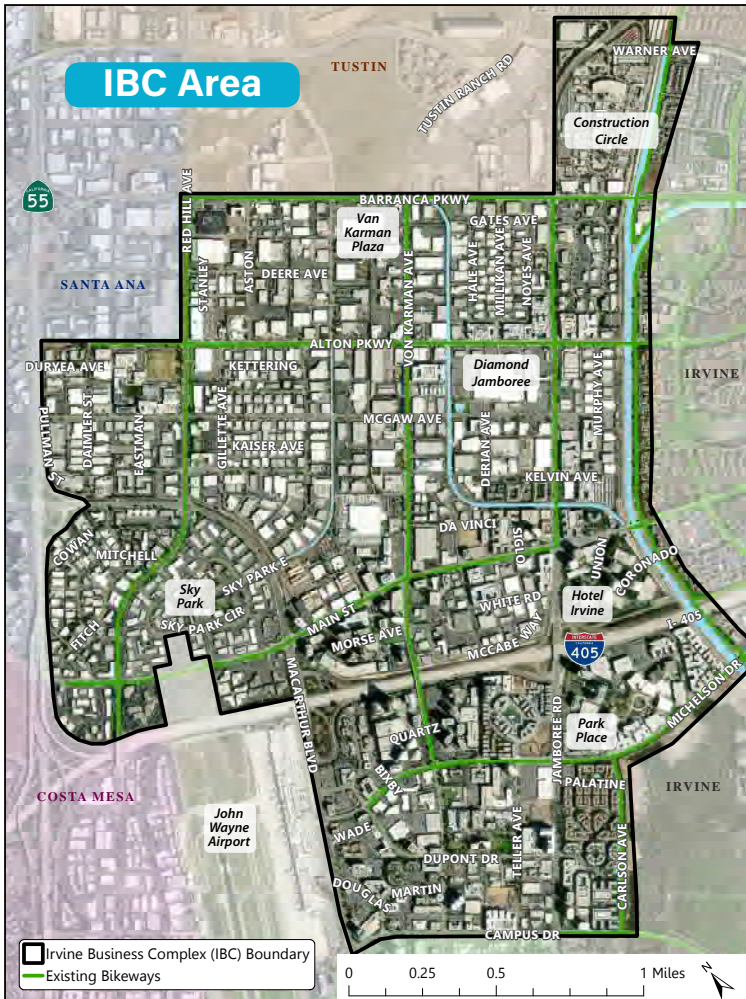 IBC Area
TUSTIN
TUSTIN RANCH RD
WARNER AVE
Construction
Circle
CALIFORNIA
55
RED HILL AVE
BARRANCA PKWY
Van
Karman
Plaza
GATES AVE
STANLEY
ASTON
DEERE AVE
VON KARMAN AVE
HALE AVE
MILLIKAN AVE
NOYES AVE
SANTA ANA
ALTON PKWY
DURYEA AVE
KETTERING
Diamond
Jamboree
MURPHY AVE
IRVINE
PULLMAN ST
DAIMLER ST
EASTMAN
GILLETTE AVE
KAISER AVE
MCGAW AVE
DERIAN AVE
KELVIN AVE
COWAN
MITCHELL
DA VINCI
SIGLO
UNION
CORONADO
SKY PARK E
Sky
Park
FITCH
SKY PARK CIR
MAIN ST
MORSE AVE
WHITE RD
MCCABE WAY
Hotel
Irvine
I- 405
INTERSTATE
405
MACARTHUR BLVD
QUARTZ
JAMBOREE RD
Park
Place
MICHELSON DR
BIXBY
PALATINE
IRVINE
COSTA MESA
John
Wayne
Airport
WADE
DUPONT DR
TELLER AVE
CARLSON AVE
DOUGLAS
MARTIN
CAMPUS DR
Irvine Business Complex (IBC) Boundary
Existing Bikeways
0 0.25 0.5 1 Miles
N